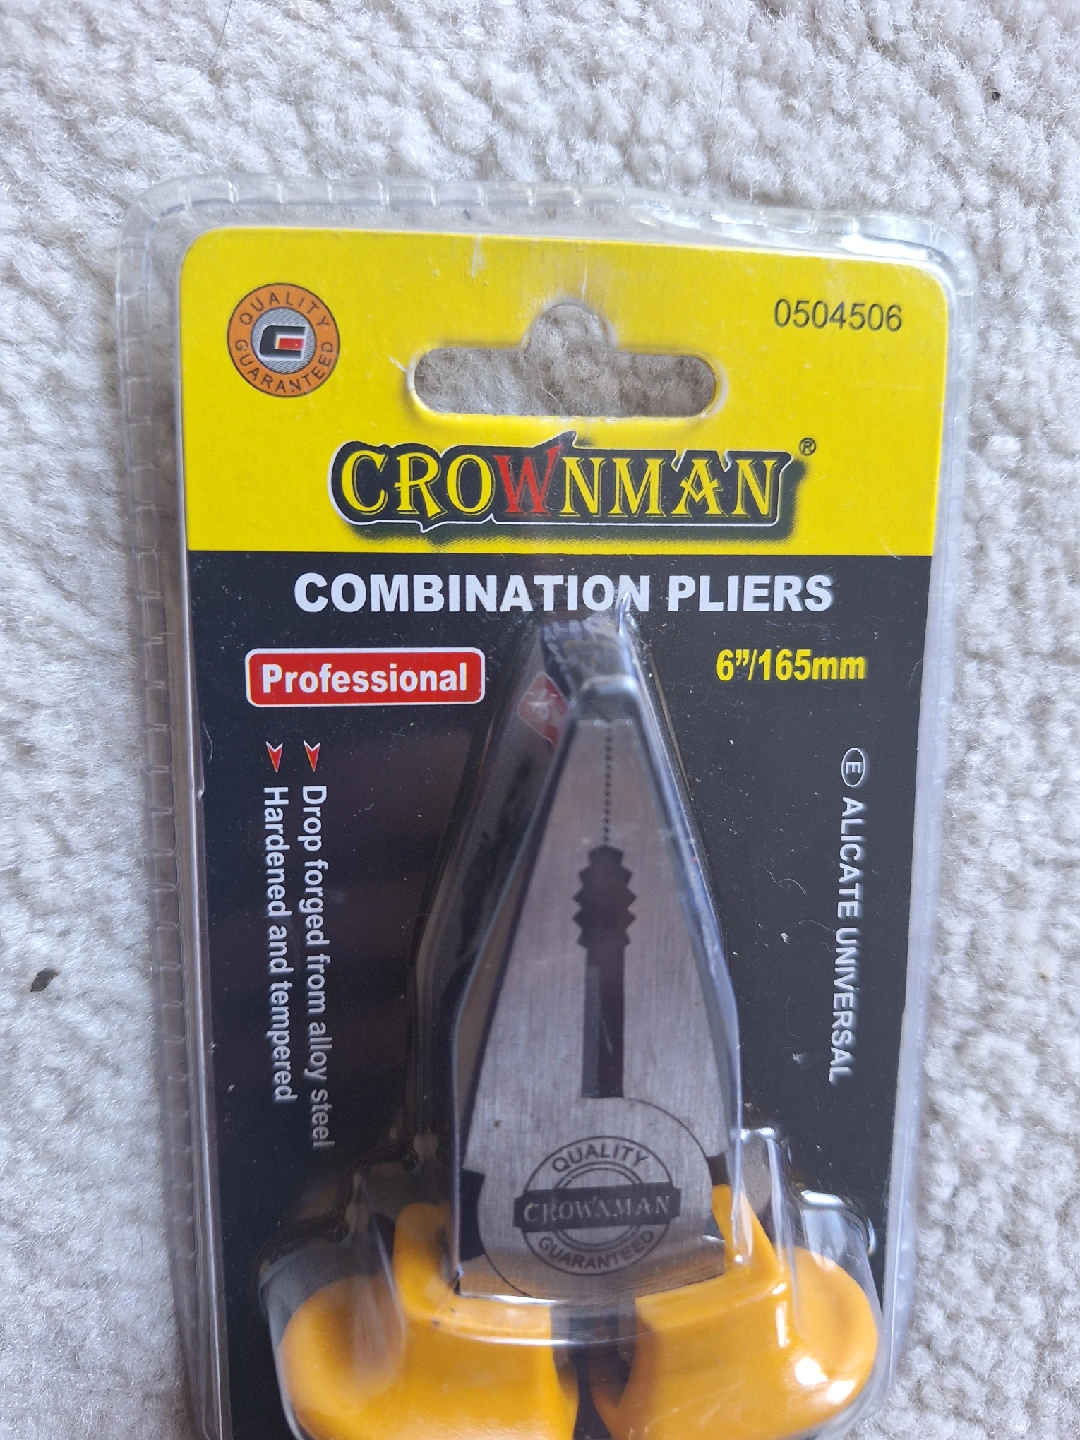 QUALITY GUARANTEED
0504506
CROWNMAN®
COMBINATION PLIERS
Professional
6”/165mm
Drop forged from alloy steel
Hardened and tempered
E ALICATE UNIVERSAL
QUALITY
CROWNMAN
GUARANTEED